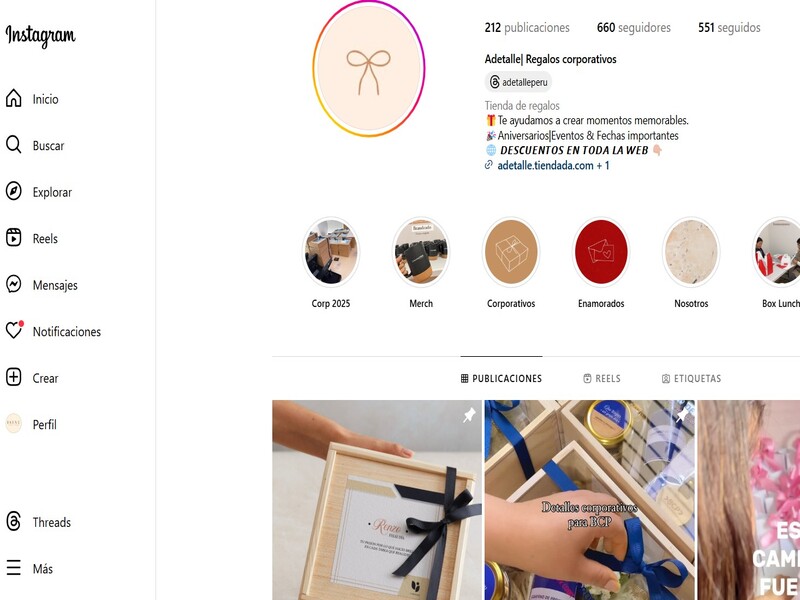 Instagram
Inicio
Buscar
Explorar
Reels
Mensajes
Notificaciones
Crear
Perfil
Threads
Más
212 publicaciones 660 seguidores 551 seguidos
Adetalle| Regalos corporativos
adetalleperu
Tienda de regalos
Te ayudamos a crear momentos memorables.
Aniversarios|Eventos & Fechas importantes
DESCUENTOS EN TODA LA WEB
adetalle.tiendada.com + 1
Corp 2025
Merch
Corporativos
Enamorados
Nosotros
Box Lunch
PUBLICACIONES
REELS
ETIQUETAS
Detallos corporativos
para BCP
ES
CAM
FUE